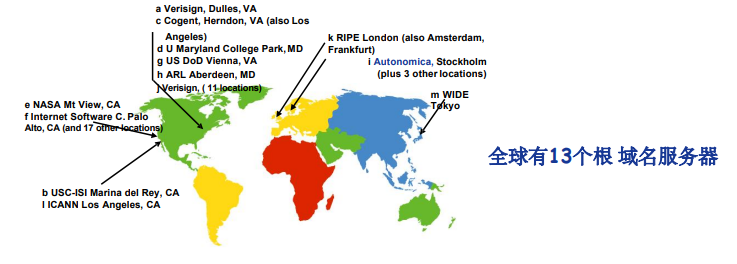 a Verisign, Dulles, VA
c Cogent, Herndon, VA (also Los
Angeles)
d U Maryland College Park, MD
g US DoD Vienna, VA
h ARL Aberdeen, MD
j Verisign, ( 11 locations)
k RIPE London (also Amsterdam,
Frankfurt)
i Autonomica, Stockholm
(plus 3 other locations)
m WIDE
Tokyo
e NASA Mt View, CA
f Internet Software C. Palo
Alto, CA (and 17 other locations)
b USC-ISI Marina del Rey, CA
l ICANN Los Angeles, CA
全球有13个根 域名服务器